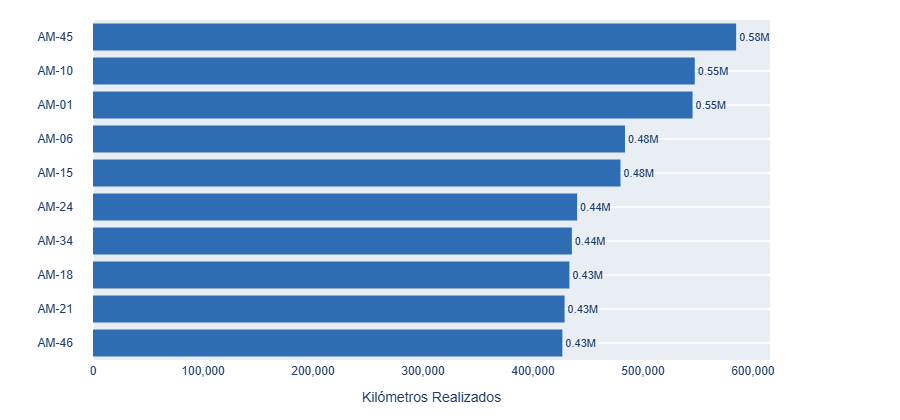 AM-45 0.58M
AM-10 0.55M
AM-01 0.55M
AM-06 0.48M
AM-15 0.48M
AM-24 0.44M
AM-34 0.44M
AM-18 0.43M
AM-21 0.43M
AM-46 0.43M
0 100,000 200,000 300,000 400,000 500,000 600,000
Kilómetros Realizados